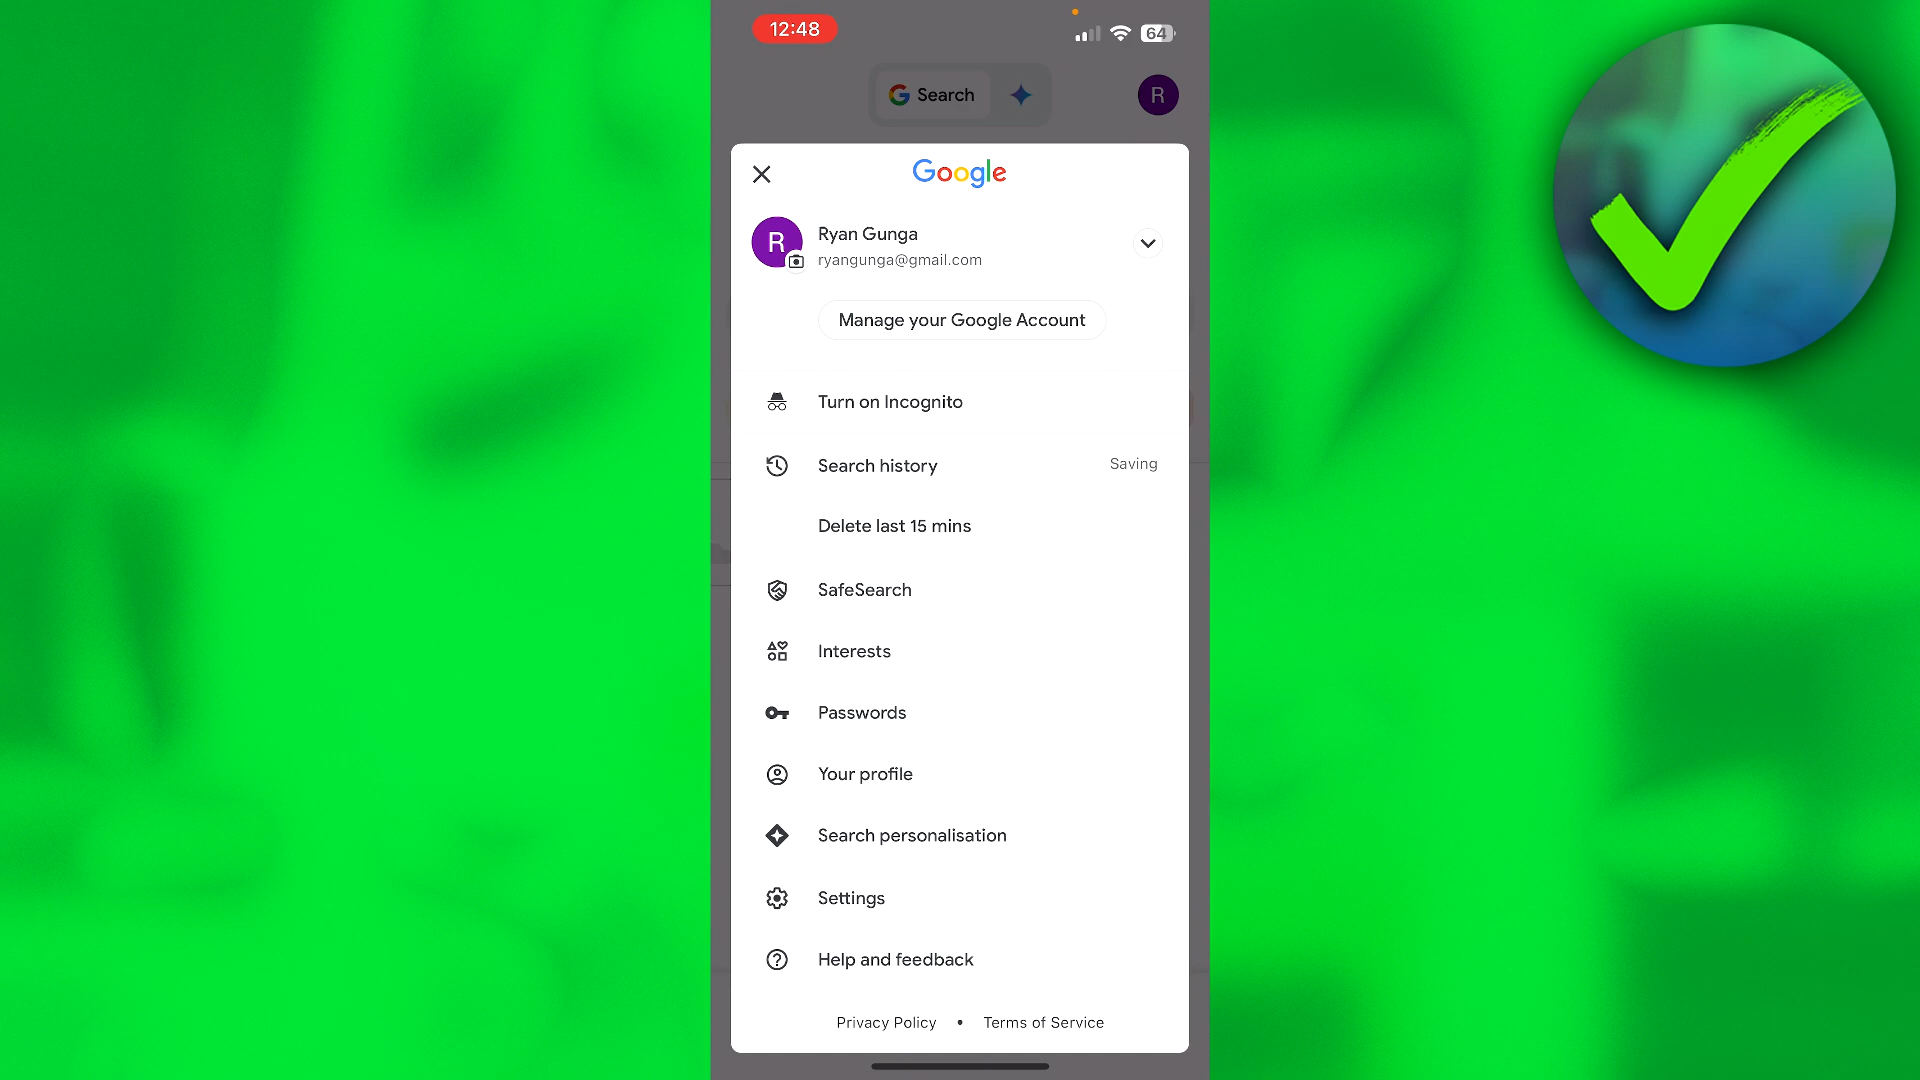 12:48
64
Search
R
Google
R
Ryan Gunga
ryangunga@gmail.com
Manage your Google Account
Turn on Incognito
Search history
Saving
Delete last 15 mins
SafeSearch
Interests
Passwords
Your profile
Search personalisation
Settings
Help and feedback
Privacy Policy • Terms of Service